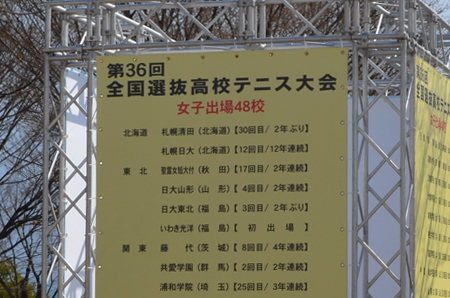 第36回
全国選抜高校テニス大会
女子出場48校
北海道 札幌清田(北海道)【30回目/2年ぶり】
札幌日大(北海道)【12回目/12年連続】
東北 聖霊女短大付(秋田)【17回目/2年連続】
日大山形(山形)【4回目/2年連続】
日大東北(福島)【3回目/2年ぶり】
いわき光洋(福島)【初出場】
関東 藤代(茨城)【8回目/4年連続】
共愛学園(群馬)【2回目/2年連続】
浦和学院(埼玉)【25回目/3年連続】